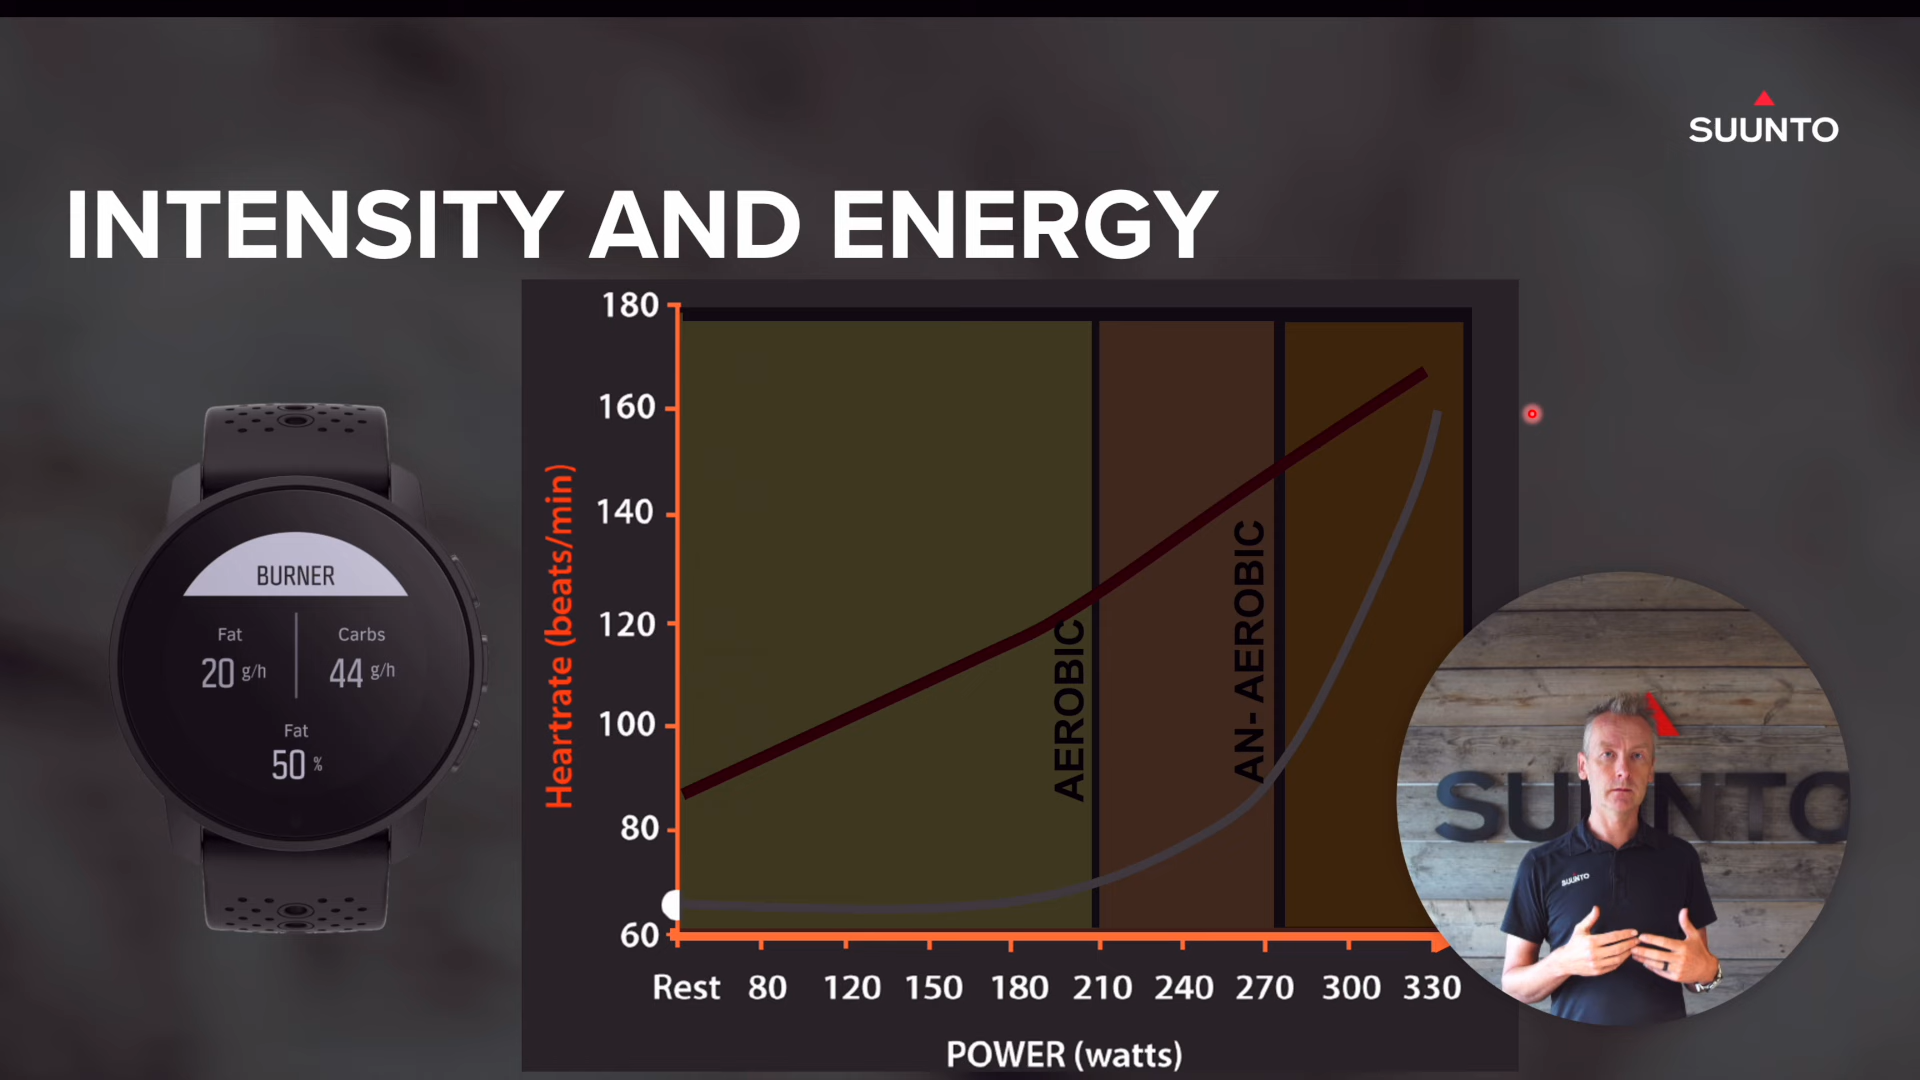 SUUNTO
INTENSITY AND ENERGY
180
160
140
120
100
80
60
Heartrate (beats/min)
AEROBIC
AN- AEROBIC
Rest 80 120 150 180 210 240 270 300 330
POWER (watts)
BURNER
Fat Carbs
20 g/h 44 g/h
Fat
50 %
SUUNTO
SUUNTO